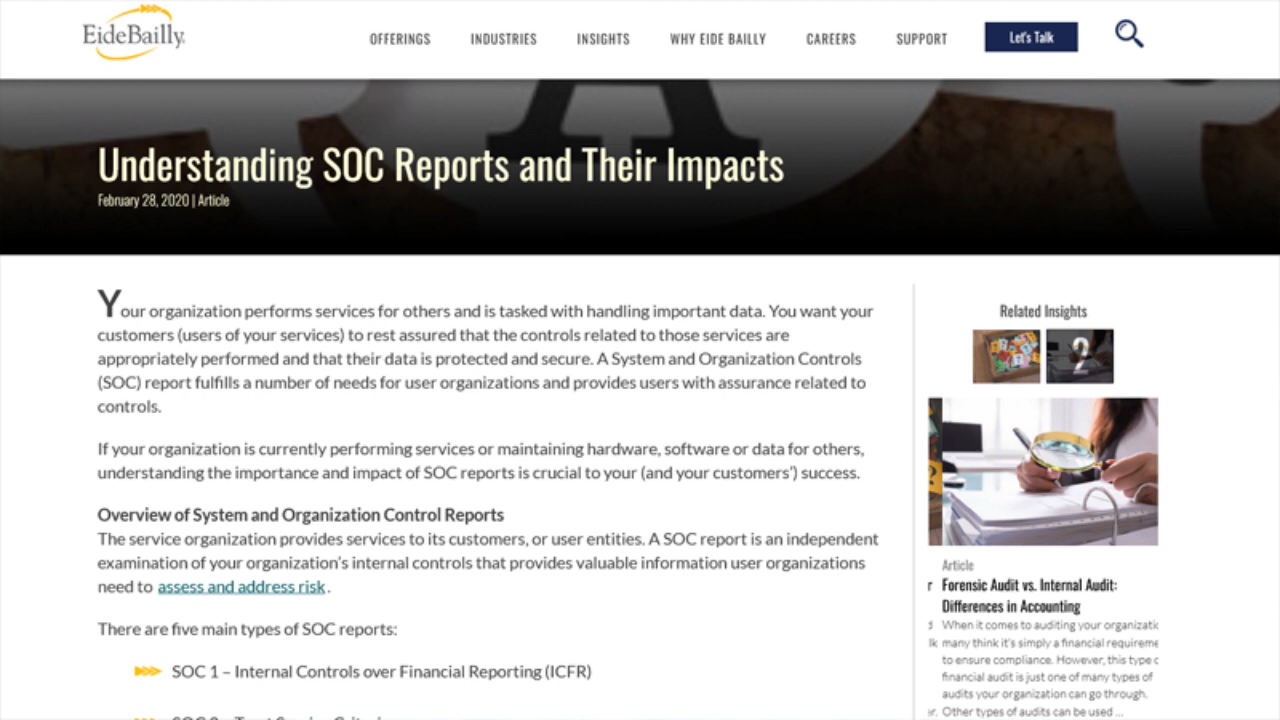 EideBailly
OFFERINGS INDUSTRIES INSIGHTS WHY EIDE BAILLY CAREERS SUPPORT Let's Talk
Understanding SOC Reports and Their Impacts
February 28, 2020 | Article
Your organization performs services for others and is tasked with handling important data. You want your
customers (users of your services) to rest assured that the controls related to those services are
appropriately performed and that their data is protected and secure. A System and Organization Controls
(SOC) report fulfills a number of needs for user organizations and provides users with assurance related to
controls.
If your organization is currently performing services or maintaining hardware, software or data for others,
understanding the importance and impact of SOC reports is crucial to your (and your customers') success.
Overview of System and Organization Control Reports
The service organization provides services to its customers, or user entities. A SOC report is an independent
examination of your organization's internal controls that provides valuable information user organizations
need to assess and address risk.
There are five main types of SOC reports:
SOC 1 – Internal Controls over Financial Reporting (ICFR)
Related Insights
?
Article
Forensic Audit vs. Internal Audit:
Differences in Accounting
When it comes to auditing your organizatio
many think it's simply a financial requireme
to ensure compliance. However, this type o
financial audit is just one of many types of
audits your organization can go through.
Other types of audits can be used ...